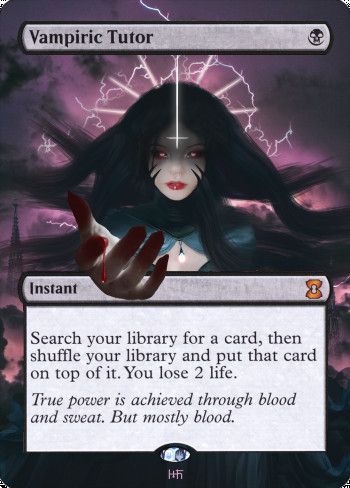 Vampiric Tutor
Instant
Search your library for a card, then
shuffle your library and put that card
on top of it. You lose 2 life.
True power is achieved through blood
and sweat. But mostly blood.